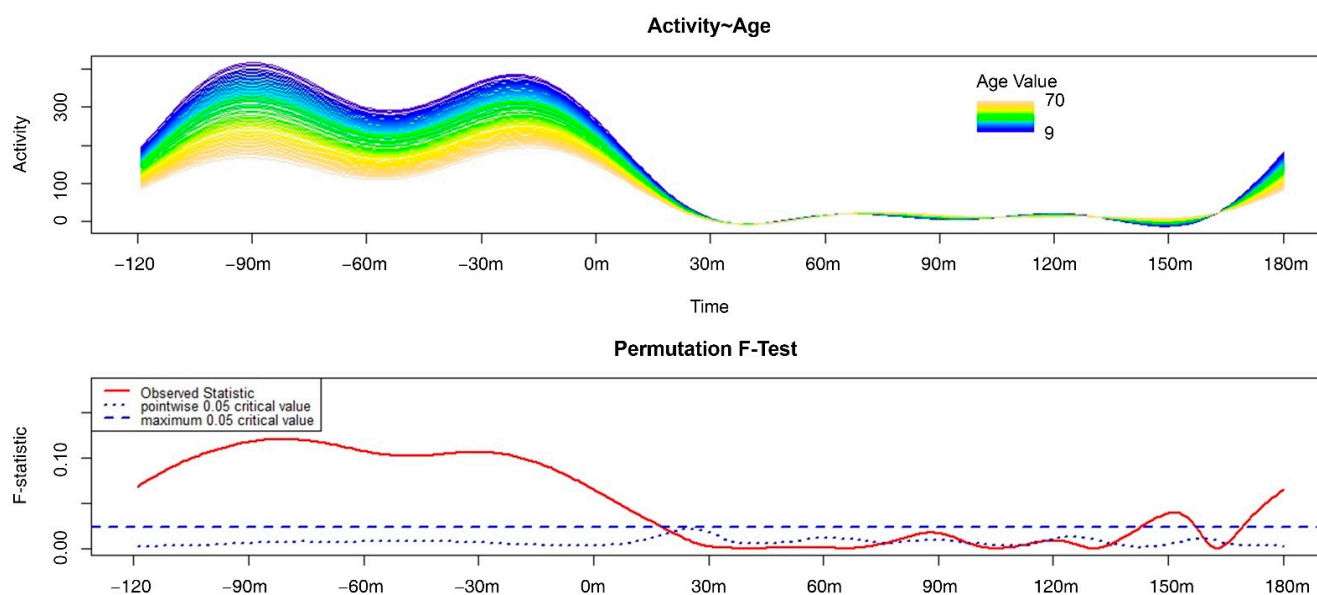 Activity~Age
Activity
300
100
0
Age Value
70
9
−120 −90m −60m −30m 0m 30m 60m 90m 120m 150m 180m
Time
Permutation F-Test
F-statistic
0.10
0.00
Observed Statistic
pointwise 0.05 critical value
maximum 0.05 critical value
−120 −90m −60m −30m 0m 30m 60m 90m 120m 150m 180m